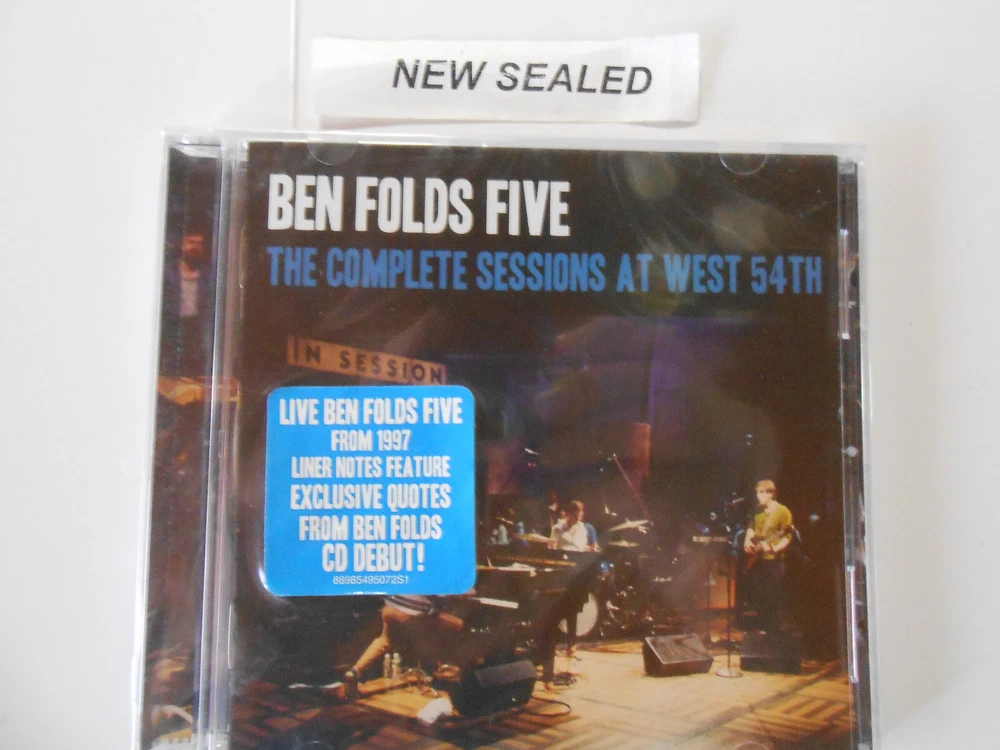 NEW SEALED
BEN FOLDS FIVE
THE COMPLETE SESSIONS AT WEST 54TH
IN SESSION
LIVE BEN FOLDS FIVE
FROM 1997
LINER NOTES FEATURE
EXCLUSIVE QUOTES
FROM BEN FOLDS
CD DEBUT!
88985495072S1